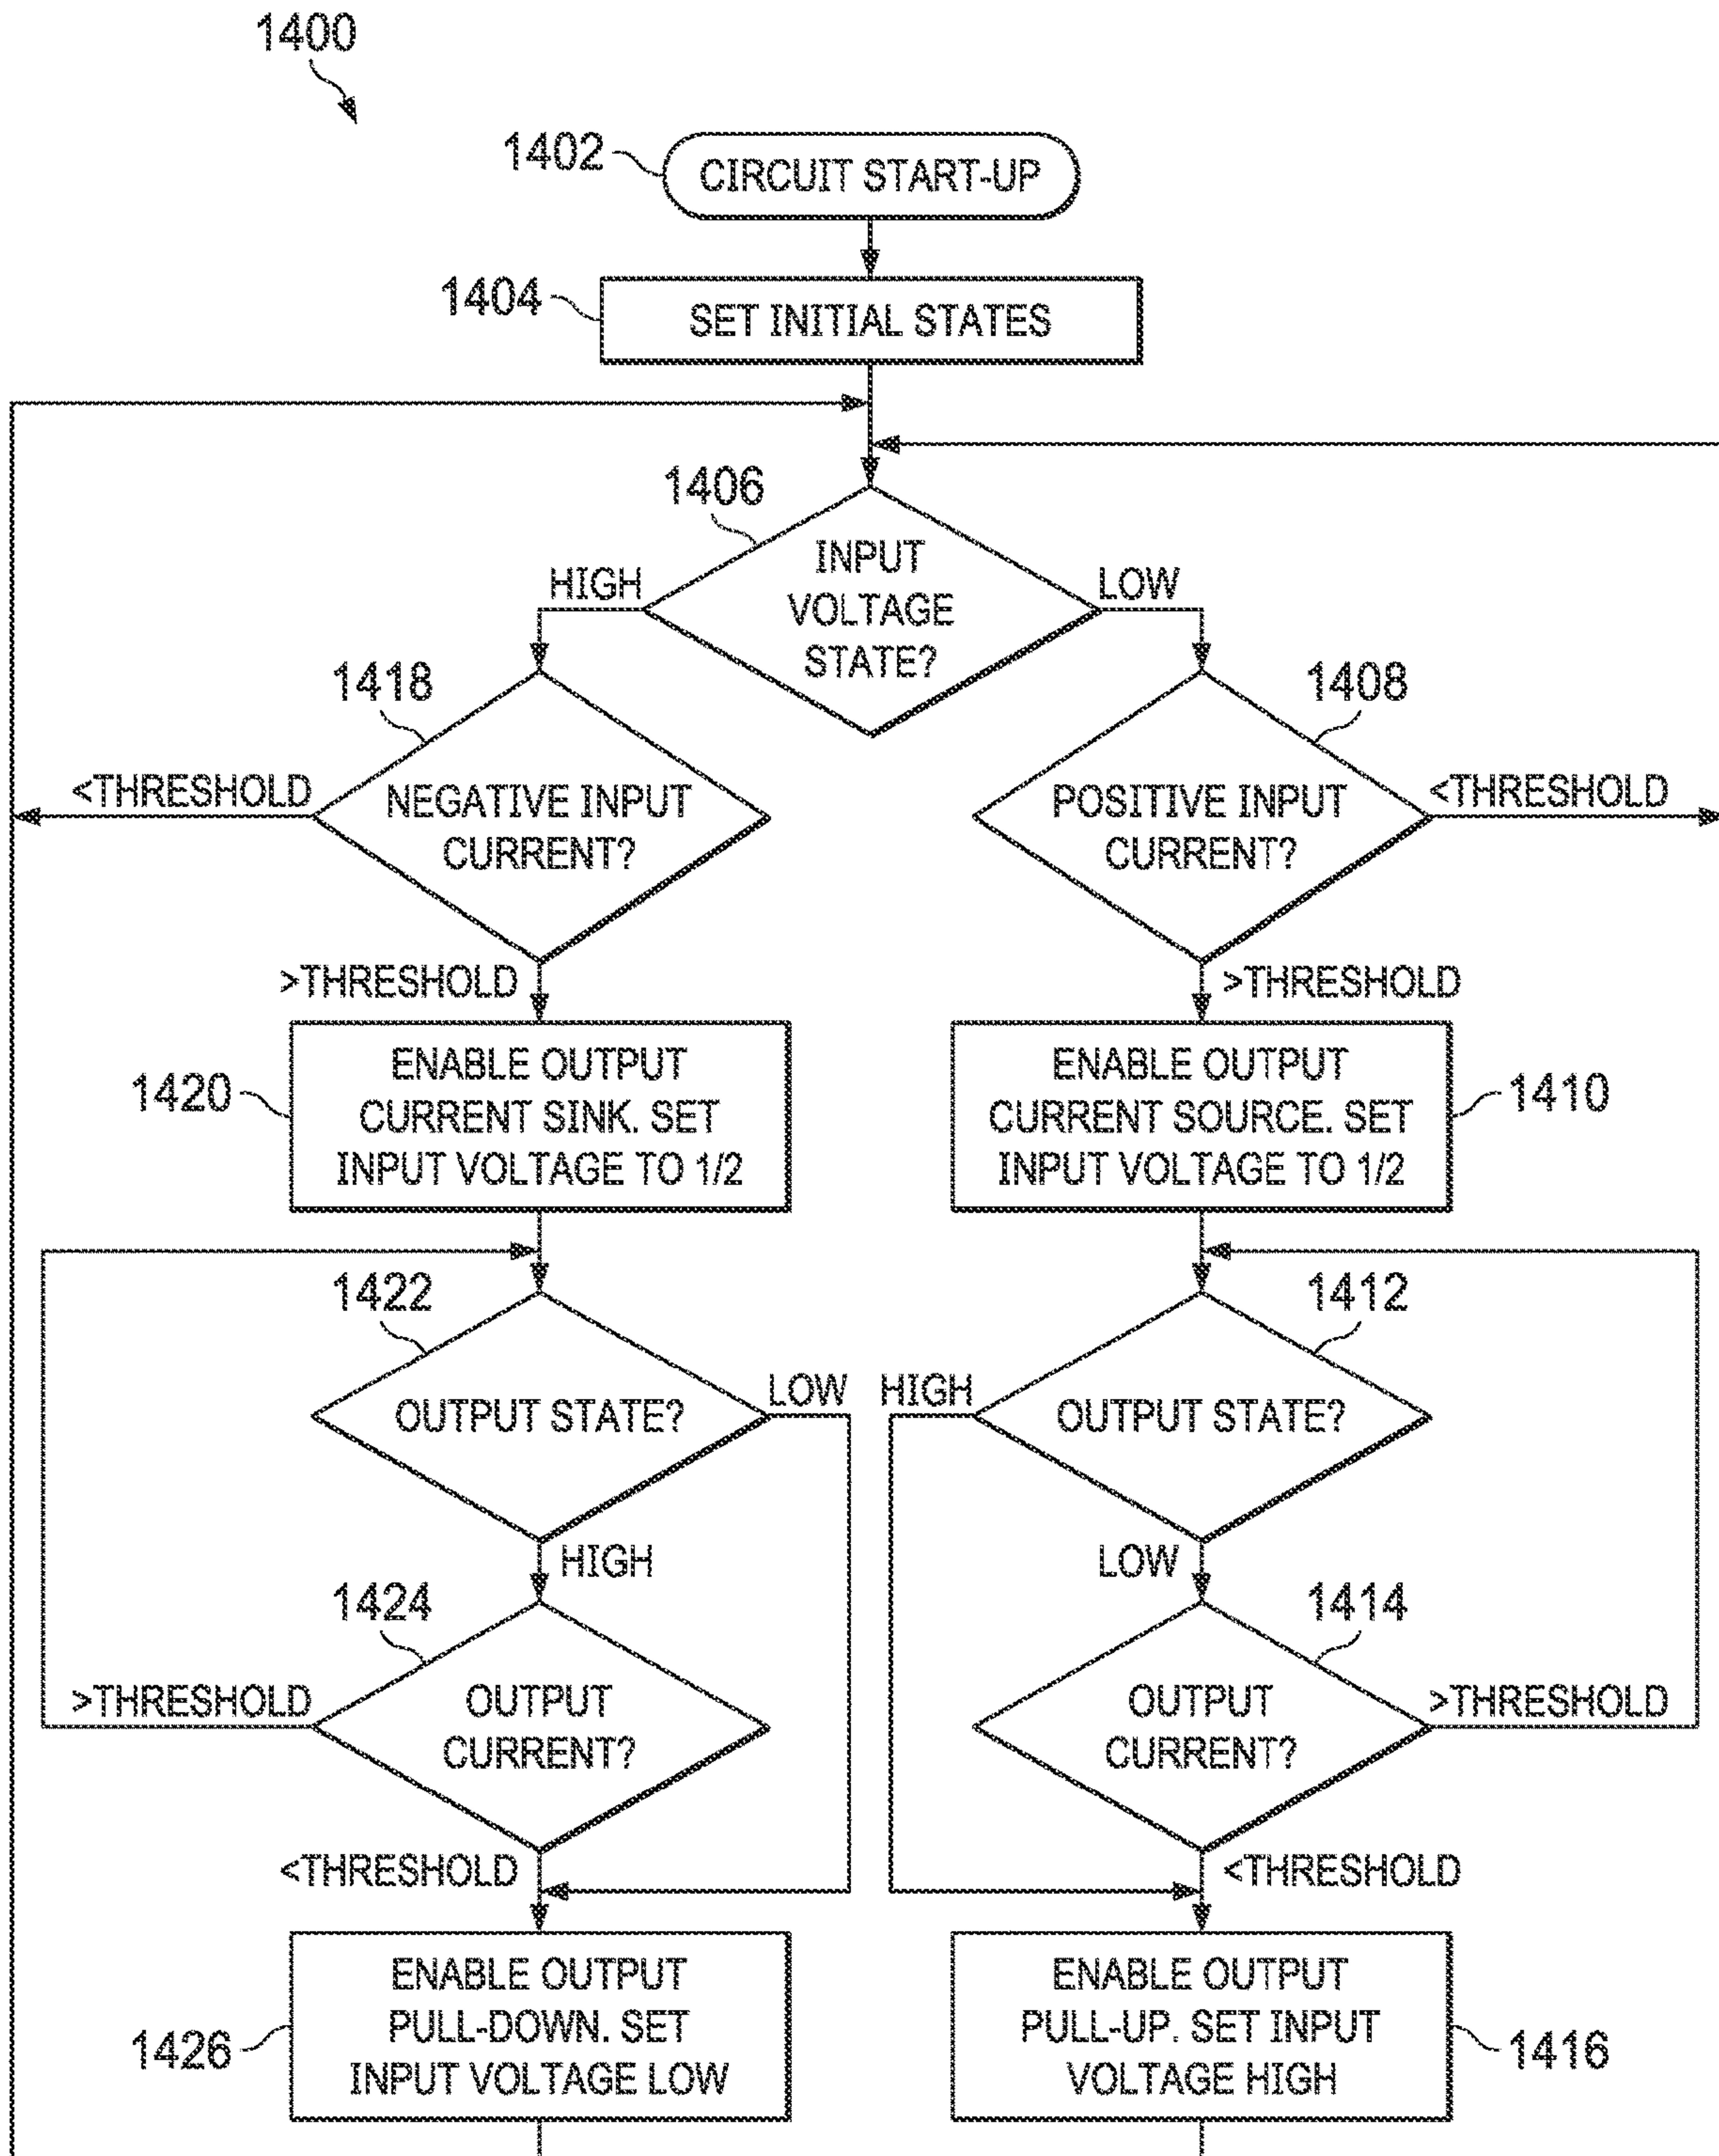 1400
1402
CIRCUIT START-UP
1404
SET INITIAL STATES
1406
INPUT
VOLTAGE
STATE?
HIGH
LOW
1418
1408
<THRESHOLD
NEGATIVE INPUT
CURRENT?
POSITIVE INPUT
CURRENT?
<THRESHOLD
>THRESHOLD
>THRESHOLD
1420
ENABLE OUTPUT
CURRENT SINK. SET
INPUT VOLTAGE TO 1/2
ENABLE OUTPUT
CURRENT SOURCE. SET
INPUT VOLTAGE TO 1/2
1410
1422
1412
OUTPUT STATE?
LOW
HIGH
OUTPUT STATE?
HIGH
LOW
1424
1414
>THRESHOLD
OUTPUT
CURRENT?
OUTPUT
CURRENT?
>THRESHOLD
<THRESHOLD
<THRESHOLD
1426
ENABLE OUTPUT
PULL-DOWN. SET
INPUT VOLTAGE LOW
ENABLE OUTPUT
PULL-UP. SET INPUT
VOLTAGE HIGH
1416